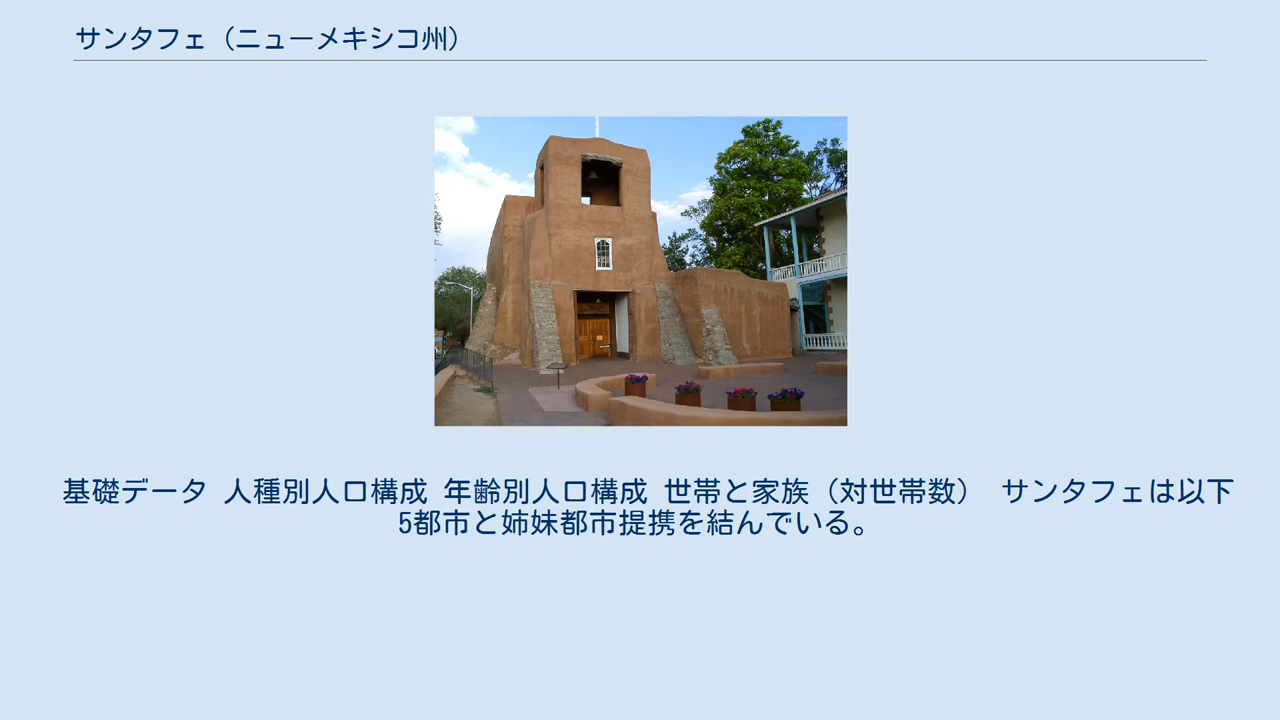 サンタフェ（ニューメキシコ州）
基礎データ 人種別人口構成 年齢別人口構成 世帯と家族（対世帯数） サンタフェは以下
5都市と姉妹都市提携を結んでいる。